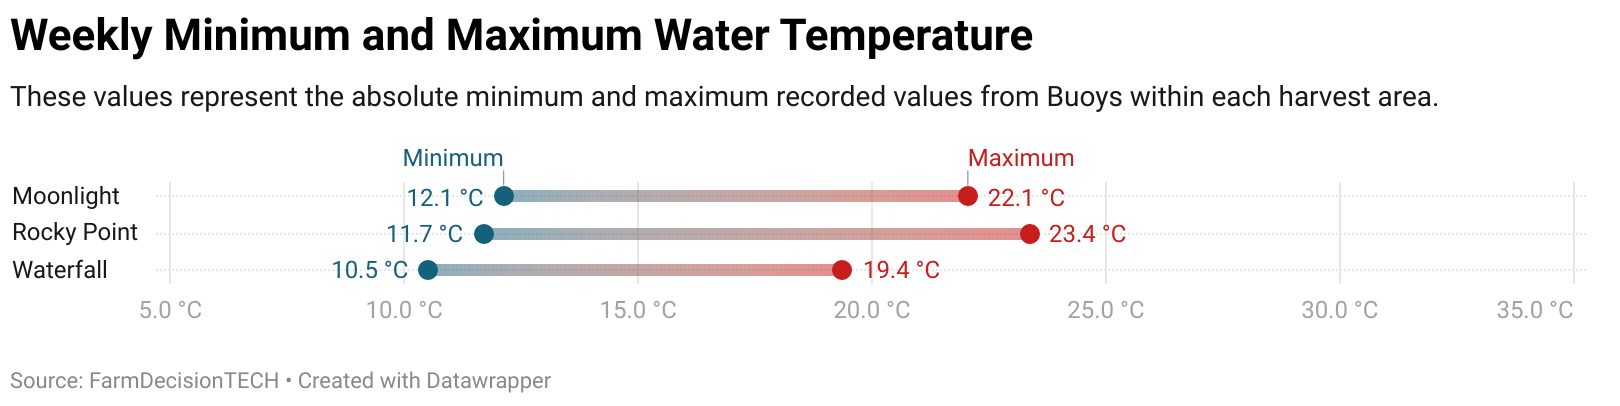 Weekly Minimum and Maximum Water Temperature
These values represent the absolute minimum and maximum recorded values from Buoys within each harvest area.
Minimum Maximum
Moonlight 12.1 °C 22.1 °C
Rocky Point 11.7 °C 23.4 °C
Waterfall 10.5 °C 19.4 °C
5.0 °C 10.0 °C 15.0 °C 20.0 °C 25.0 °C 30.0 °C 35.0 °C
Source: FarmDecisionTECH • Created with Datawrapper